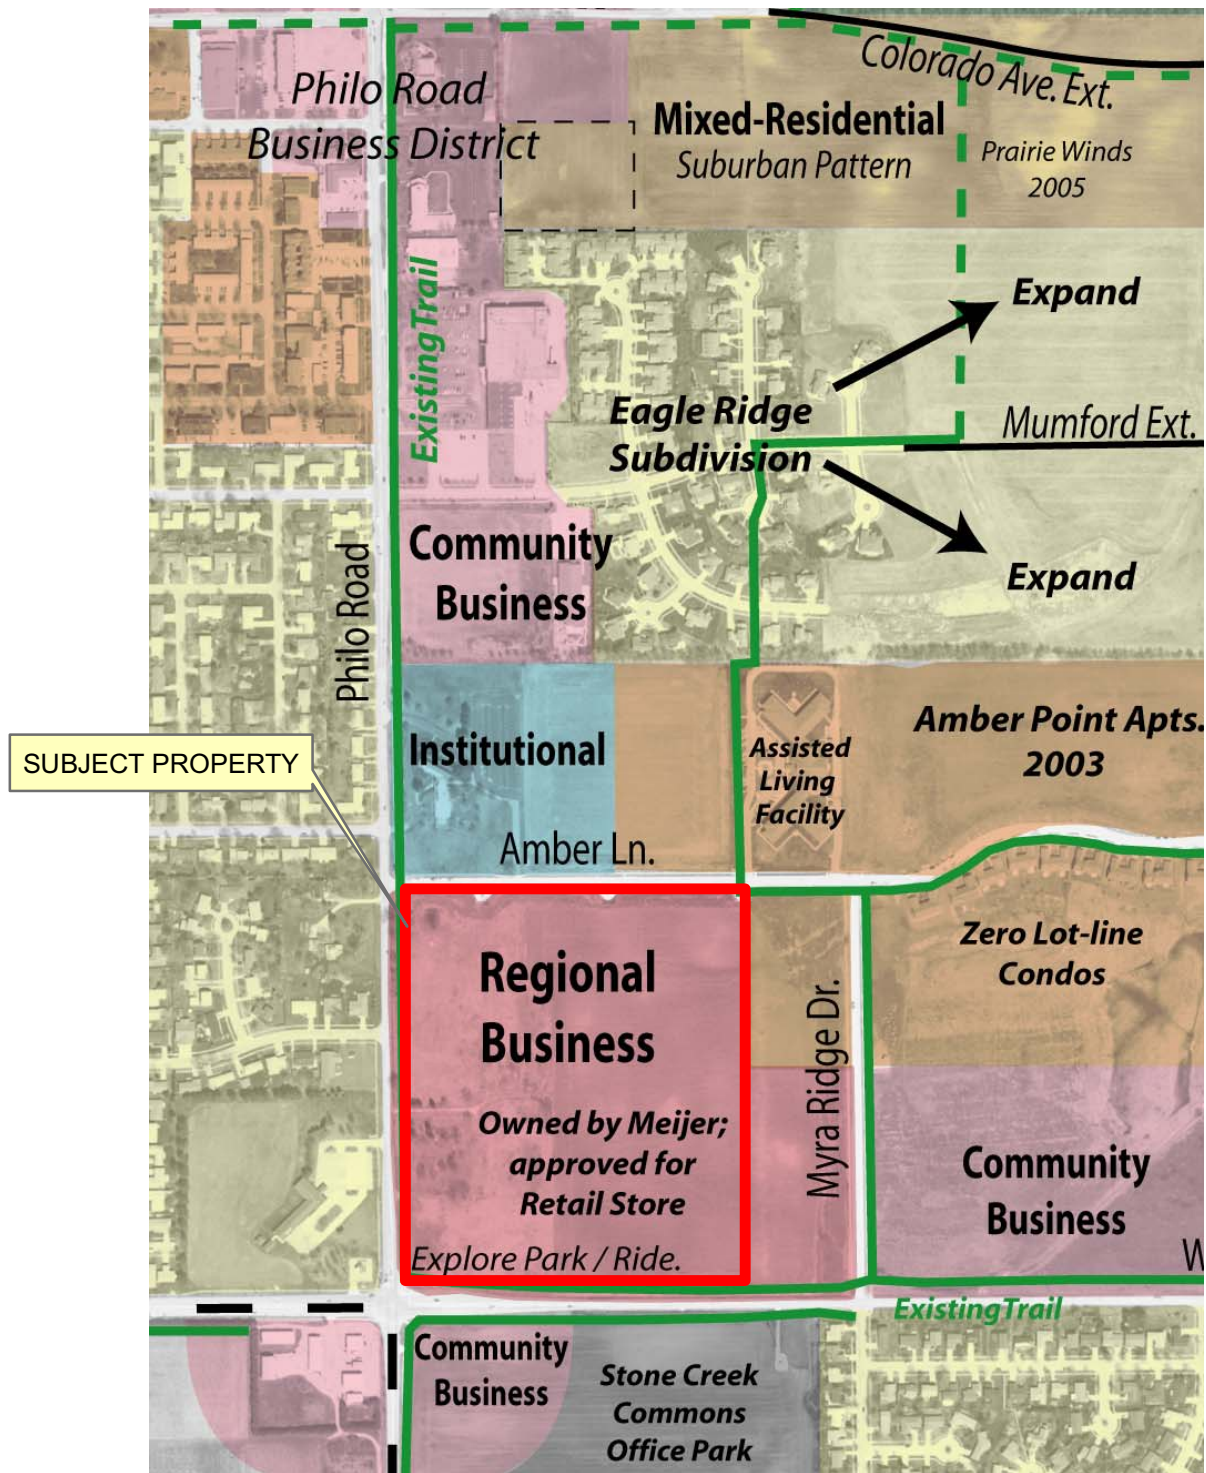 Colorado Ave. Ext.
Philo Road
Business District
Mixed-Residential
Suburban Pattern
Prairie Winds
2005
Existing Trail
Expand
Eagle Ridge
Subdivision
Mumford Ext.
Expand
Community
Business
Philo Road
Institutional
Assisted
Living
Facility
Amber Point Apts.
2003
SUBJECT PROPERTY
Amber Ln.
Regional
Business
Zero Lot-line
Condos
Myra Ridge Dr.
Owned by Meijer;
approved for
Retail Store
Community
Business
Explore Park / Ride.
W
Existing Trail
Community
Business
Stone Creek
Commons
Office Park